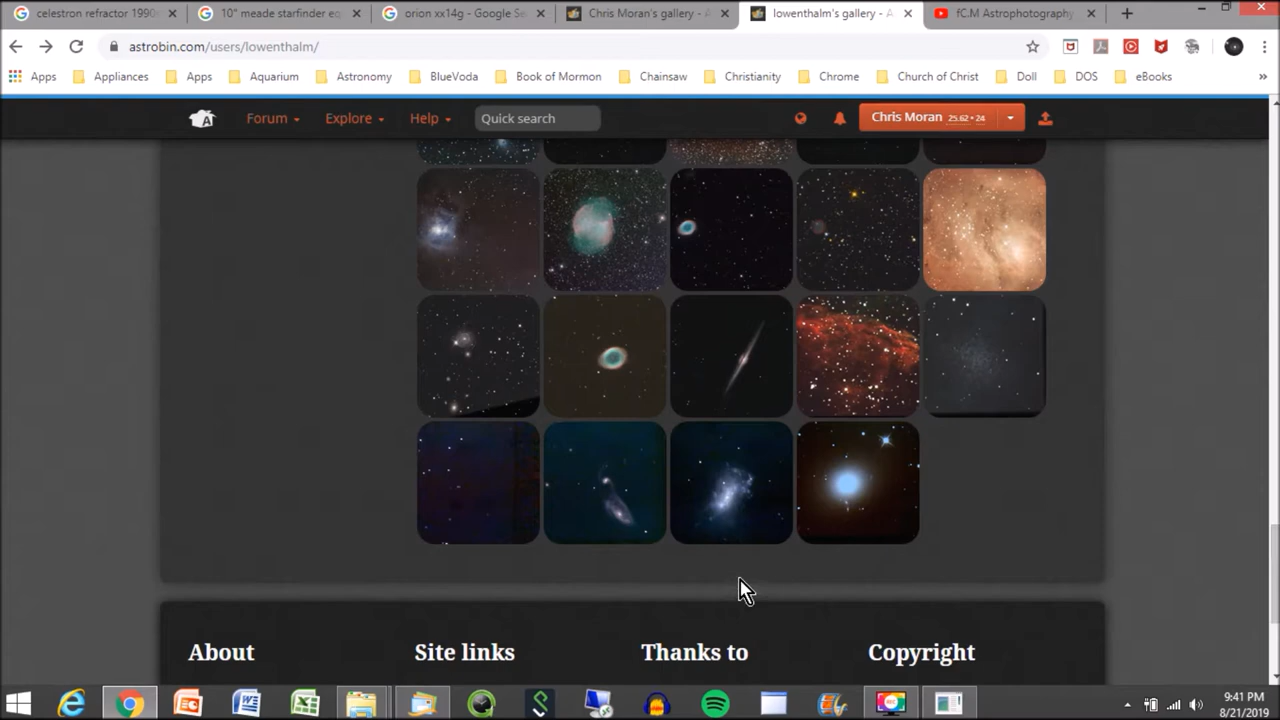 celestron refractor 1990
10" meade starfinder eq
orion xx14g - Google Se
Chris Moran's gallery - A
lowenthalm's gallery - A
fC.M Astrophotography
astrobin.com/users/lowenthalm/
Apps
Appliances
Apps
Aquarium
Astronomy
BlueVoda
Book of Mormon
Chainsaw
Christianity
Chrome
Church of Christ
Doll
DOS
eBooks
»
Forum
Explore
Help
Quick search
Chris Moran 25.62 • 24
About
Site links
Thanks to
Copyright
9:41 PM
8/21/2019